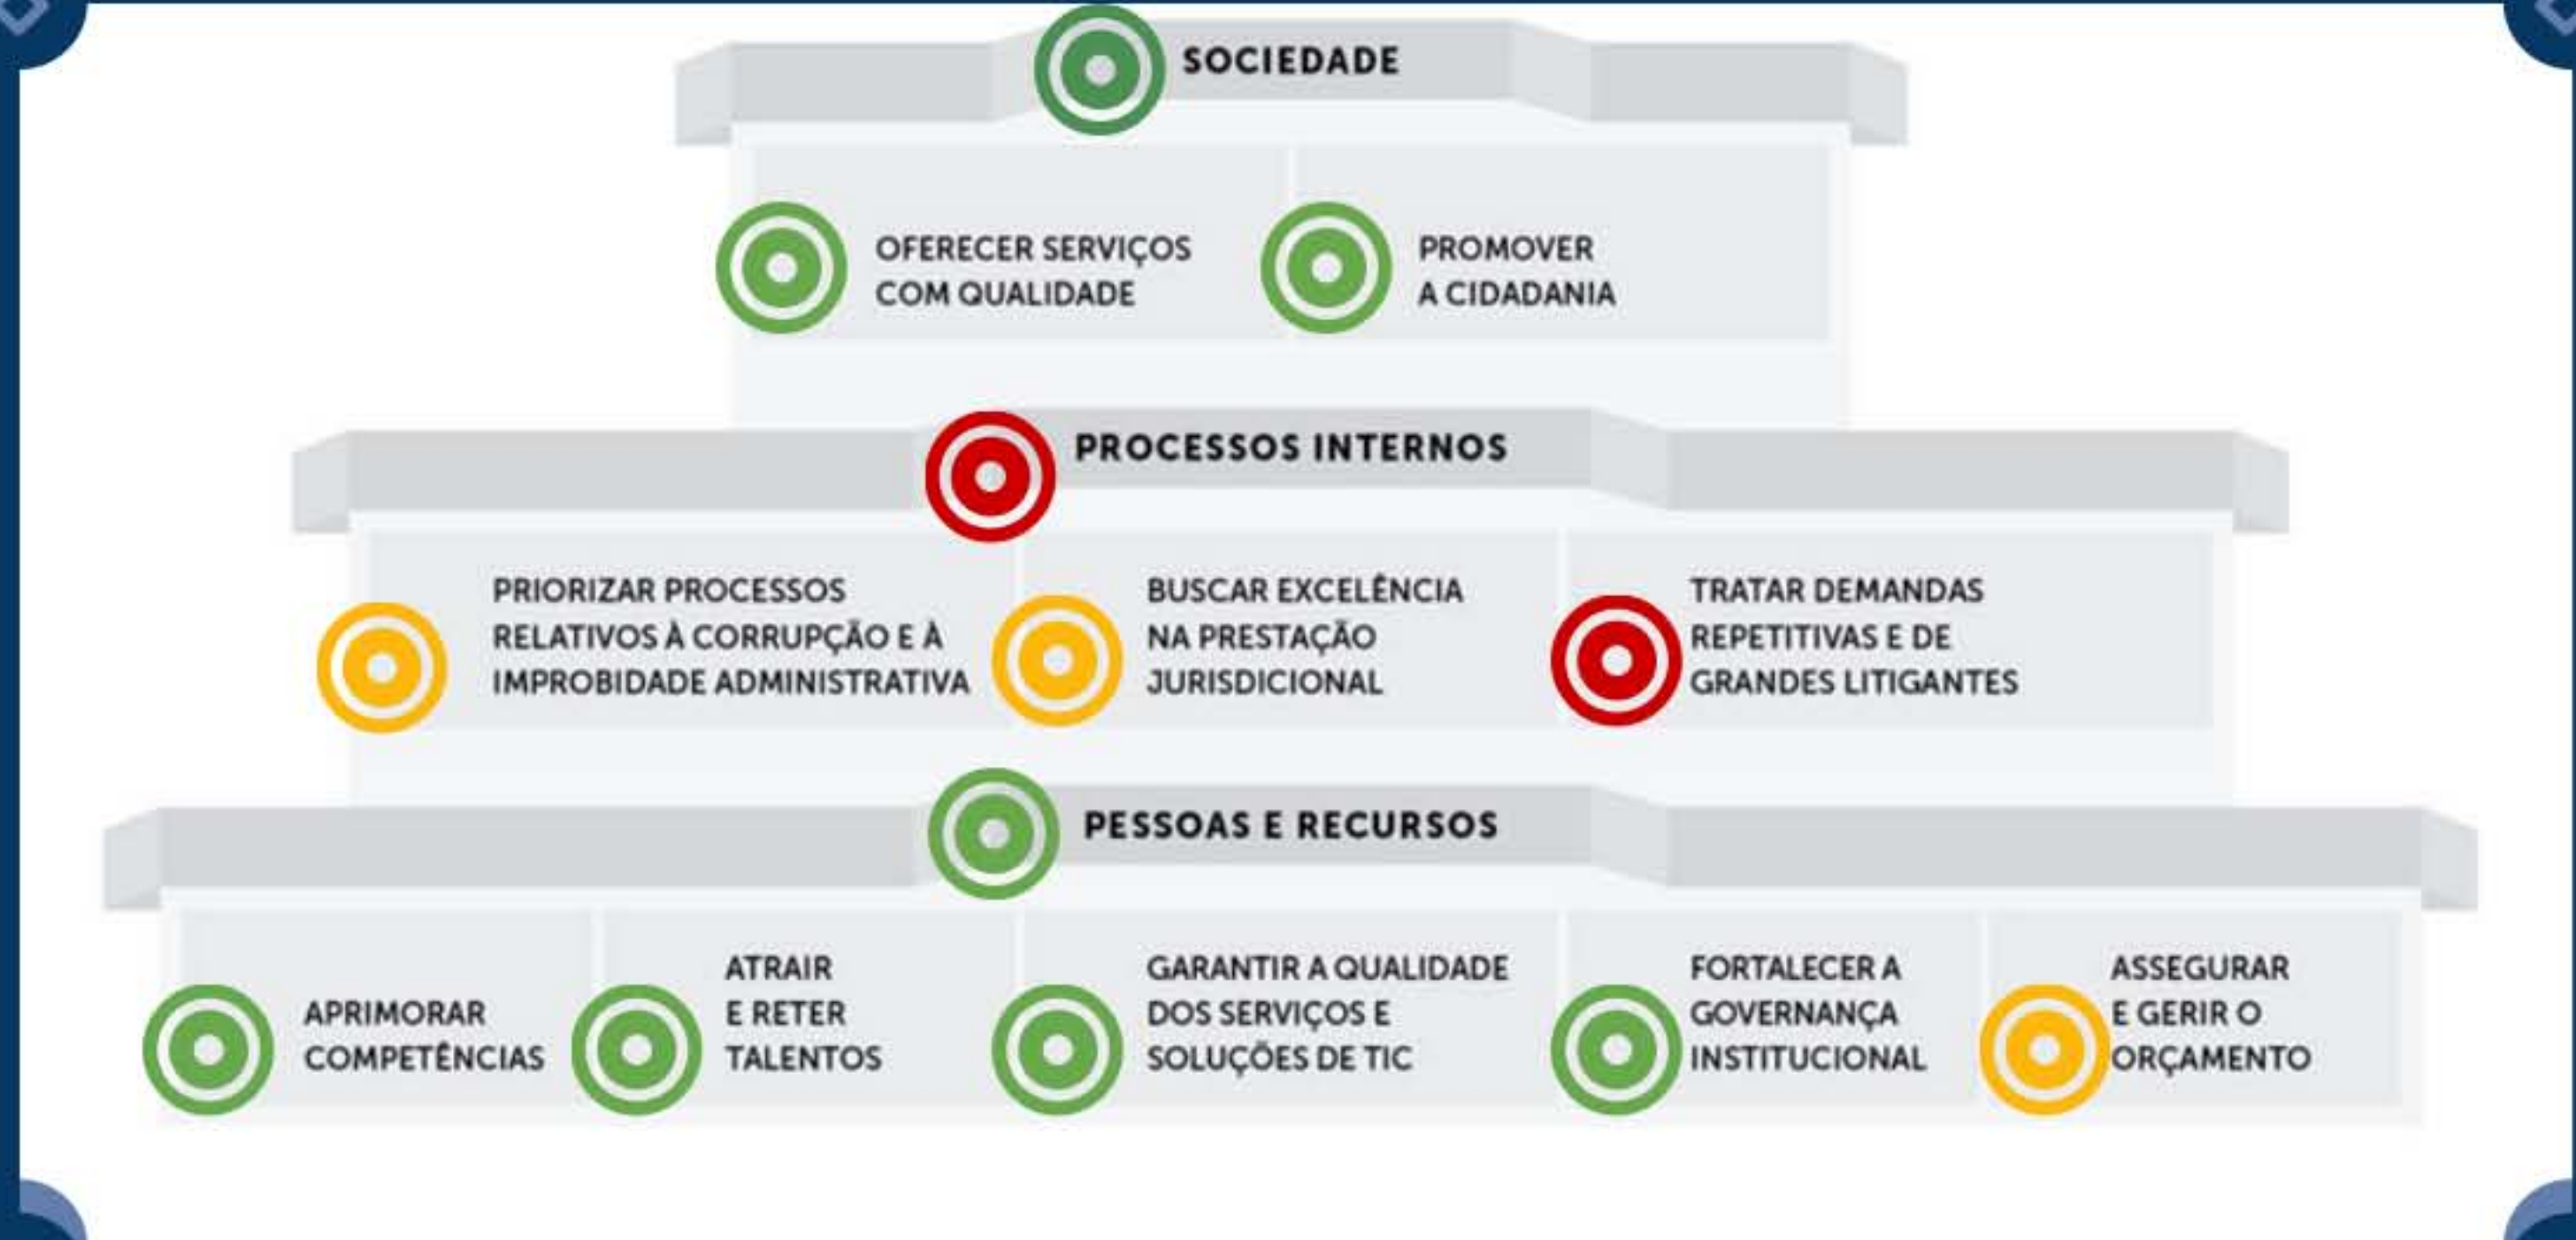 SOCIEDADE
OFERECER SERVIÇOS
COM QUALIDADE
PROMOVER
A CIDADANIA
PROCESSOS INTERNOS
PRIORIZAR PROCESSOS
RELATIVOS À CORRUPÇÃO E À
IMPROBIDADE ADMINISTRATIVA
BUSCAR EXCELÊNCIA
NA PRESTAÇÃO
JURISDICIONAL
TRATAR DEMANDAS
REPETITIVAS E DE
GRANDES LITIGANTES
PESSOAS E RECURSOS
APRIMORAR
COMPETÊNCIAS
ATRAIR
E RETER
TALENTOS
GARANTIR A QUALIDADE
DOS SERVIÇOS E
SOLUÇÕES DE TIC
FORTALECER A
GOVERNANÇA
INSTITUCIONAL
ASSEGURAR
E GERIR O
ORÇAMENTO